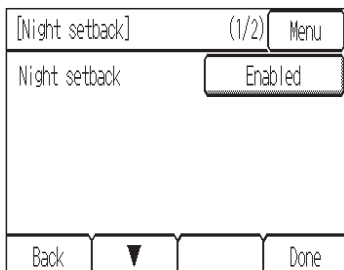 [Night setback] (1/2) Menu
Night setback Enabled
Back ▼ Done